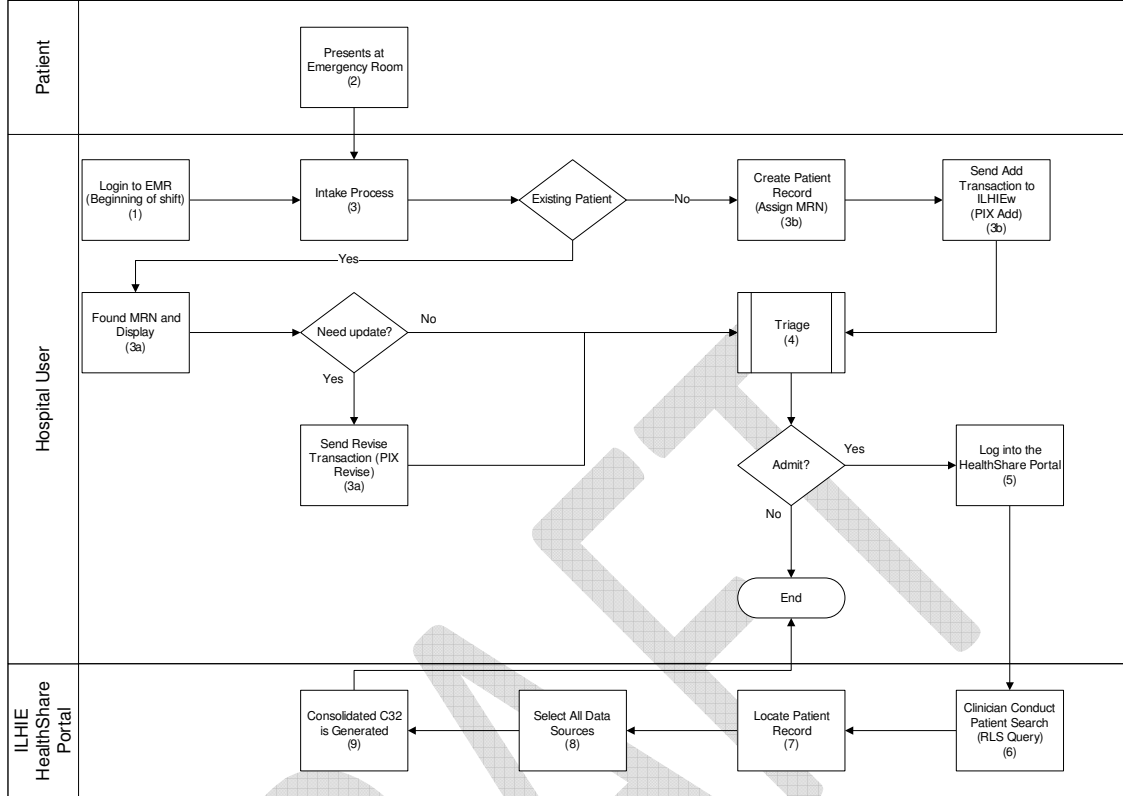 Patient
Presents at
Emergency Room
(2)
Hospital User
Login to EMR
(Beginning of shift)
(1)
Intake Process
(3)
Existing Patient
No
Create Patient
Record
(Assign MRN)
(3b)
Send Add
Transaction to
ILHIEw
(PIX Add)
(3b)
Yes
Found MRN and
Display
(3a)
Need update?
No
Yes
Triage
(4)
Send Revise
Transaction (PIX
Revise)
(3a)
Admit?
Yes
No
Log into the
HealthShare Portal
(5)
End
ILHIE
HealthShare
Portal
Consolidated C32
is Generated
(9)
Select All Data
Sources
(8)
Locate Patient
Record
(7)
Clinician Conduct
Patient Search
(RLS Query)
(6)